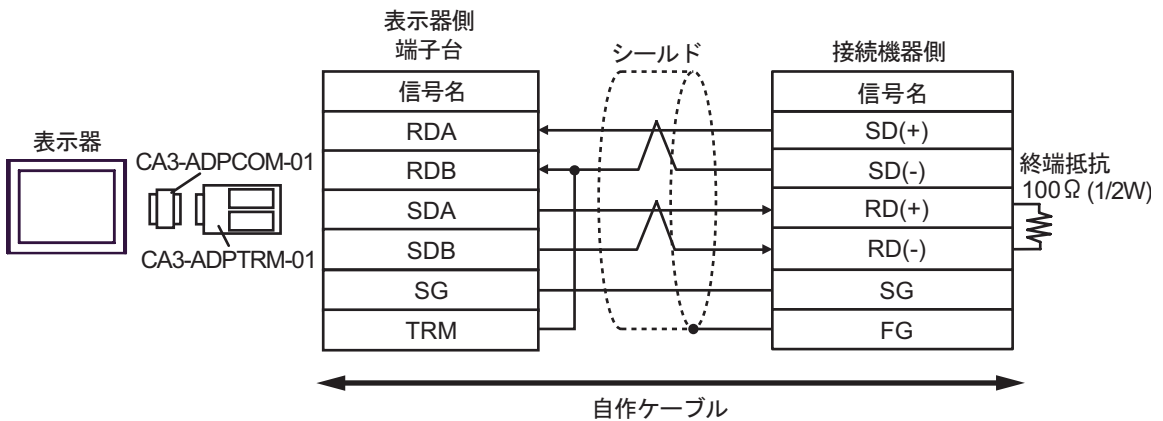 表示器
CA3-ADPCOM-01
CA3-ADPTRM-01
表示器側
端子台
信号名
RDA
RDB
SDA
SDB
SG
TRM
シールド
接続機器側
信号名
SD(+)
SD(-)
RD(+)
RD(-)
SG
FG
終端抵抗
100Ω (1/2W)
自作ケーブル